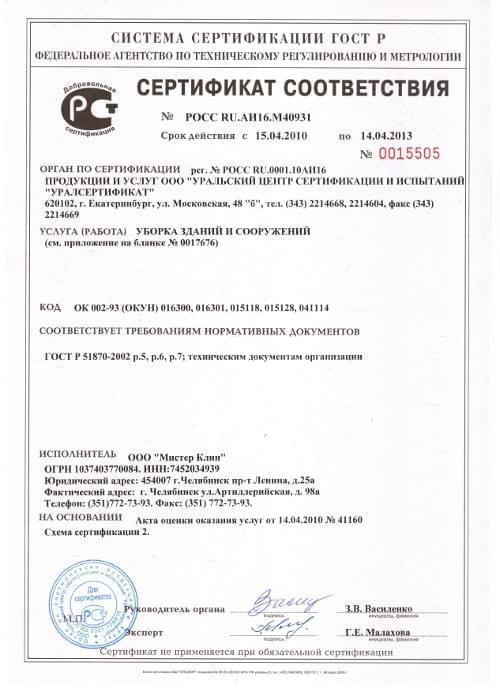 СИСТЕМА СЕРТИФИКАЦИИ ГОСТ Р
ФЕДЕРАЛЬНОЕ АГЕНТСТВО ПО ТЕХНИЧЕСКОМУ РЕГУЛИРОВАНИЮ И МЕТРОЛОГИИ
Добровольная
сертификация
СЕРТИФИКАТ СООТВЕТСТВИЯ
№ РОСС RU.АИ16.М40931
Срок действия с 15.04.2010 по 14.04.2013
№ 0015505
ОРГАН ПО СЕРТИФИКАЦИИ рег. № РОСС RU.0001.10АИ16
ПРОДУКЦИИ И УСЛУГ ООО "УРАЛЬСКИЙ ЦЕНТР СЕРТИФИКАЦИИ И ИСПЫТАНИЙ
"УРАЛСЕРТИФИКАТ"
620102, г. Екатеринбург, ул. Московская, 48 "б", тел. (343) 2214668, 2214604, факс (343)
2214669
УСЛУГА (РАБОТА) УБОРКА ЗДАНИЙ И СООРУЖЕНИЙ
(см. приложение на бланке № 0017676)
КОД ОК 002-93 (ОКУН) 016300, 016301, 015118, 015128, 041114
СООТВЕТСТВУЕТ ТРЕБОВАНИЯМ НОРМАТИВНЫХ ДОКУМЕНТОВ
ГОСТ Р 51870-2002 р.5, р.6, р.7; техническим документам организации
ИСПОЛНИТЕЛЬ ООО "Мистер Клин"
ОГРН 1037403770084. ИНН:7452034939
Юридический адрес: 454007 г.Челябинск пр-т Ленина, д.25а
Фактический адрес: г. Челябинск ул.Артиллерийская, д. 98а
Телефон: (351)772-73-93. Факс: (351) 772-73-93.
НА ОСНОВАНИИ Акта оценки оказания услуг от 14.04.2010 № 41160
Схема сертификации 2.
Для
сертификатов
М.П.
Руководитель органа З.В. Василенко
подпись инициалы, фамилия
Эксперт Г.Е. Малахова
подпись инициалы, фамилия
Сертификат не применяется при обязательной сертификации